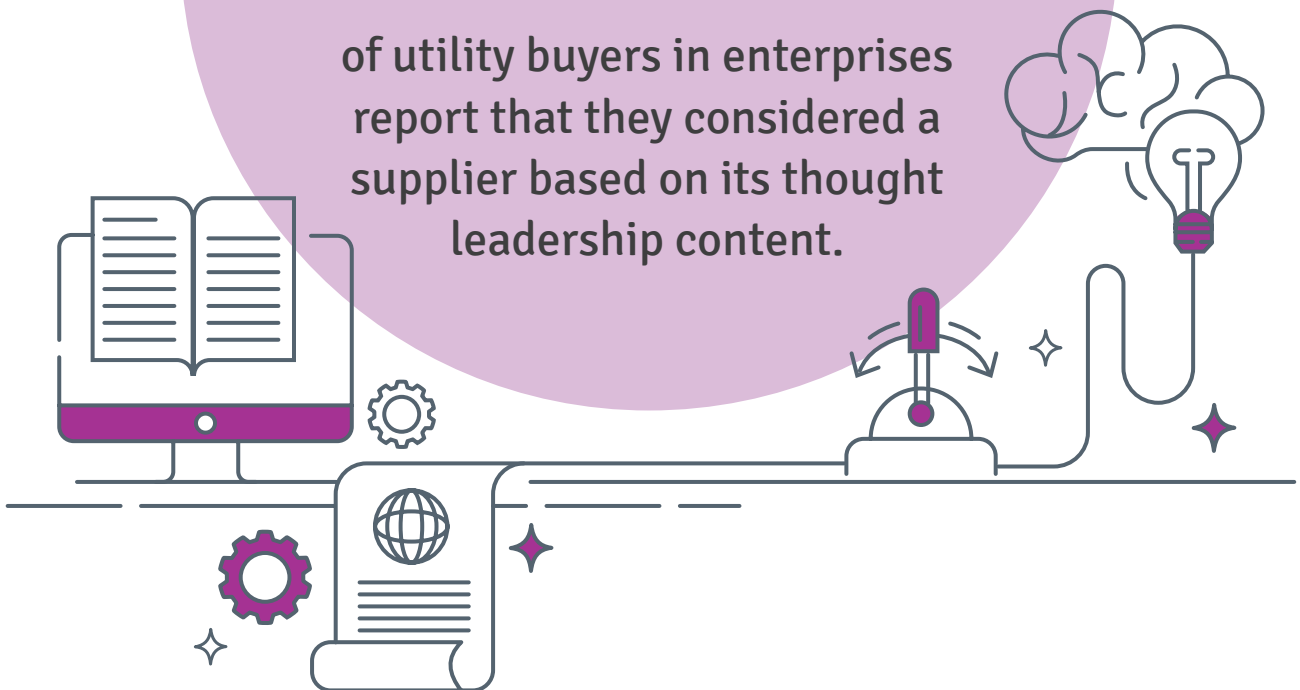 of utility buyers in enterprises
report that they considered a
supplier based on its thought
leadership content.